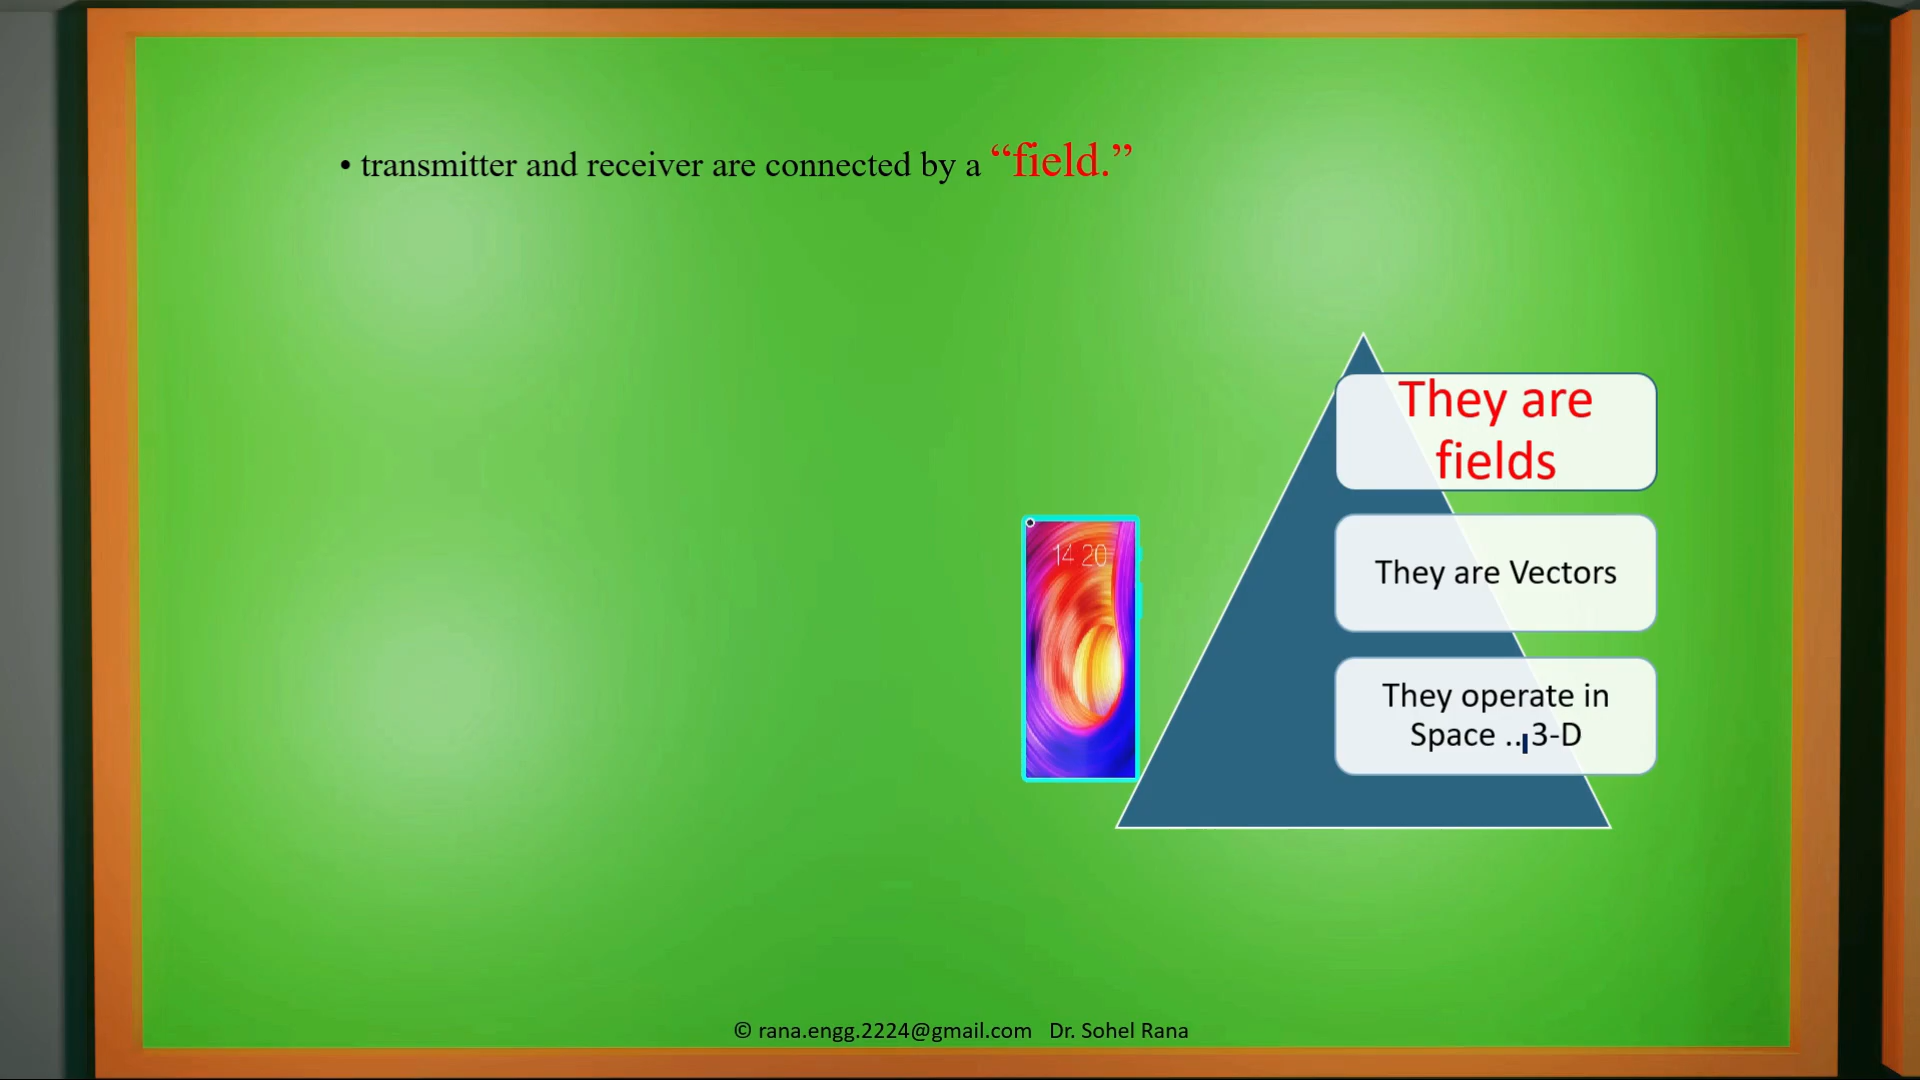 • transmitter and receiver are connected by a “field.”
They are
fields
They are Vectors
They operate in
Space ..3-D
14 20
© rana.engg.2224@gmail.com Dr. Sohel Rana